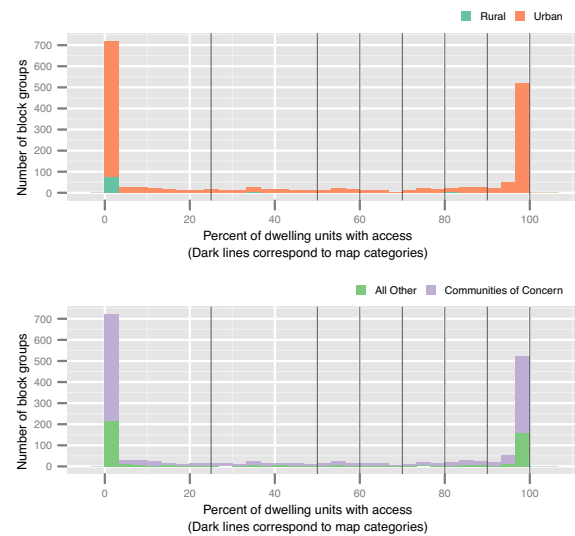 Rural Urban
Number of block groups
700
600
500
400
300
200
100
0
0 20 40 60 80 100
Percent of dwelling units with access
(Dark lines correspond to map categories)
All Other Communities of Concern
Number of block groups
700
600
500
400
300
200
100
0
0 20 40 60 80 100
Percent of dwelling units with access
(Dark lines correspond to map categories)